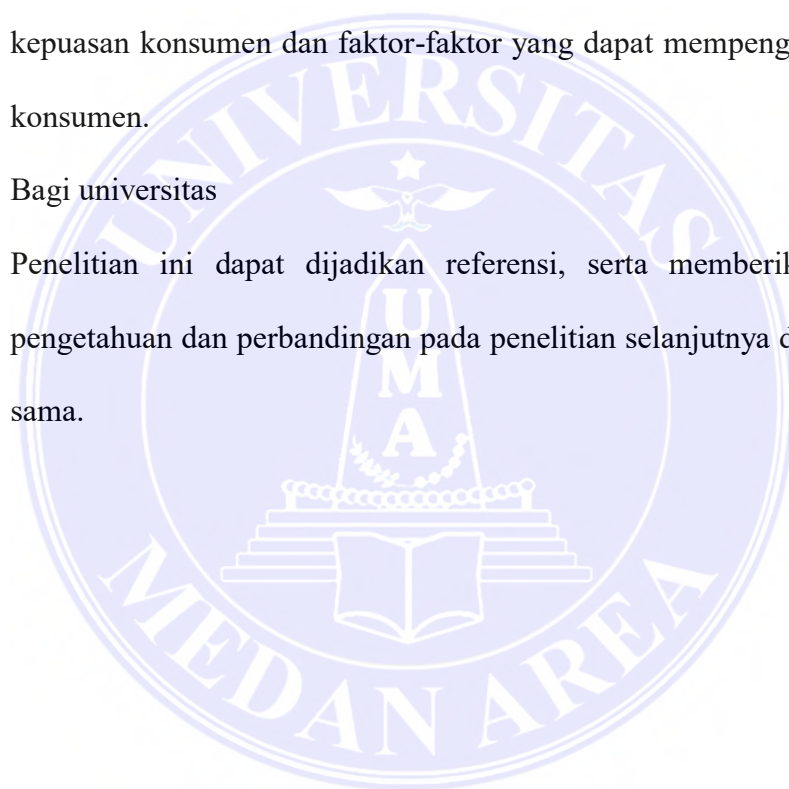 kepuasan konsumen dan faktor-faktor yang dapat mempeng
konsumen.
Bagi universitas
Penelitian ini dapat dijadikan referensi, serta memberik
pengetahuan dan perbandingan pada penelitian selanjutnya d
sama.
UNIVERSITAS
U
M
A
MEDAN AREA